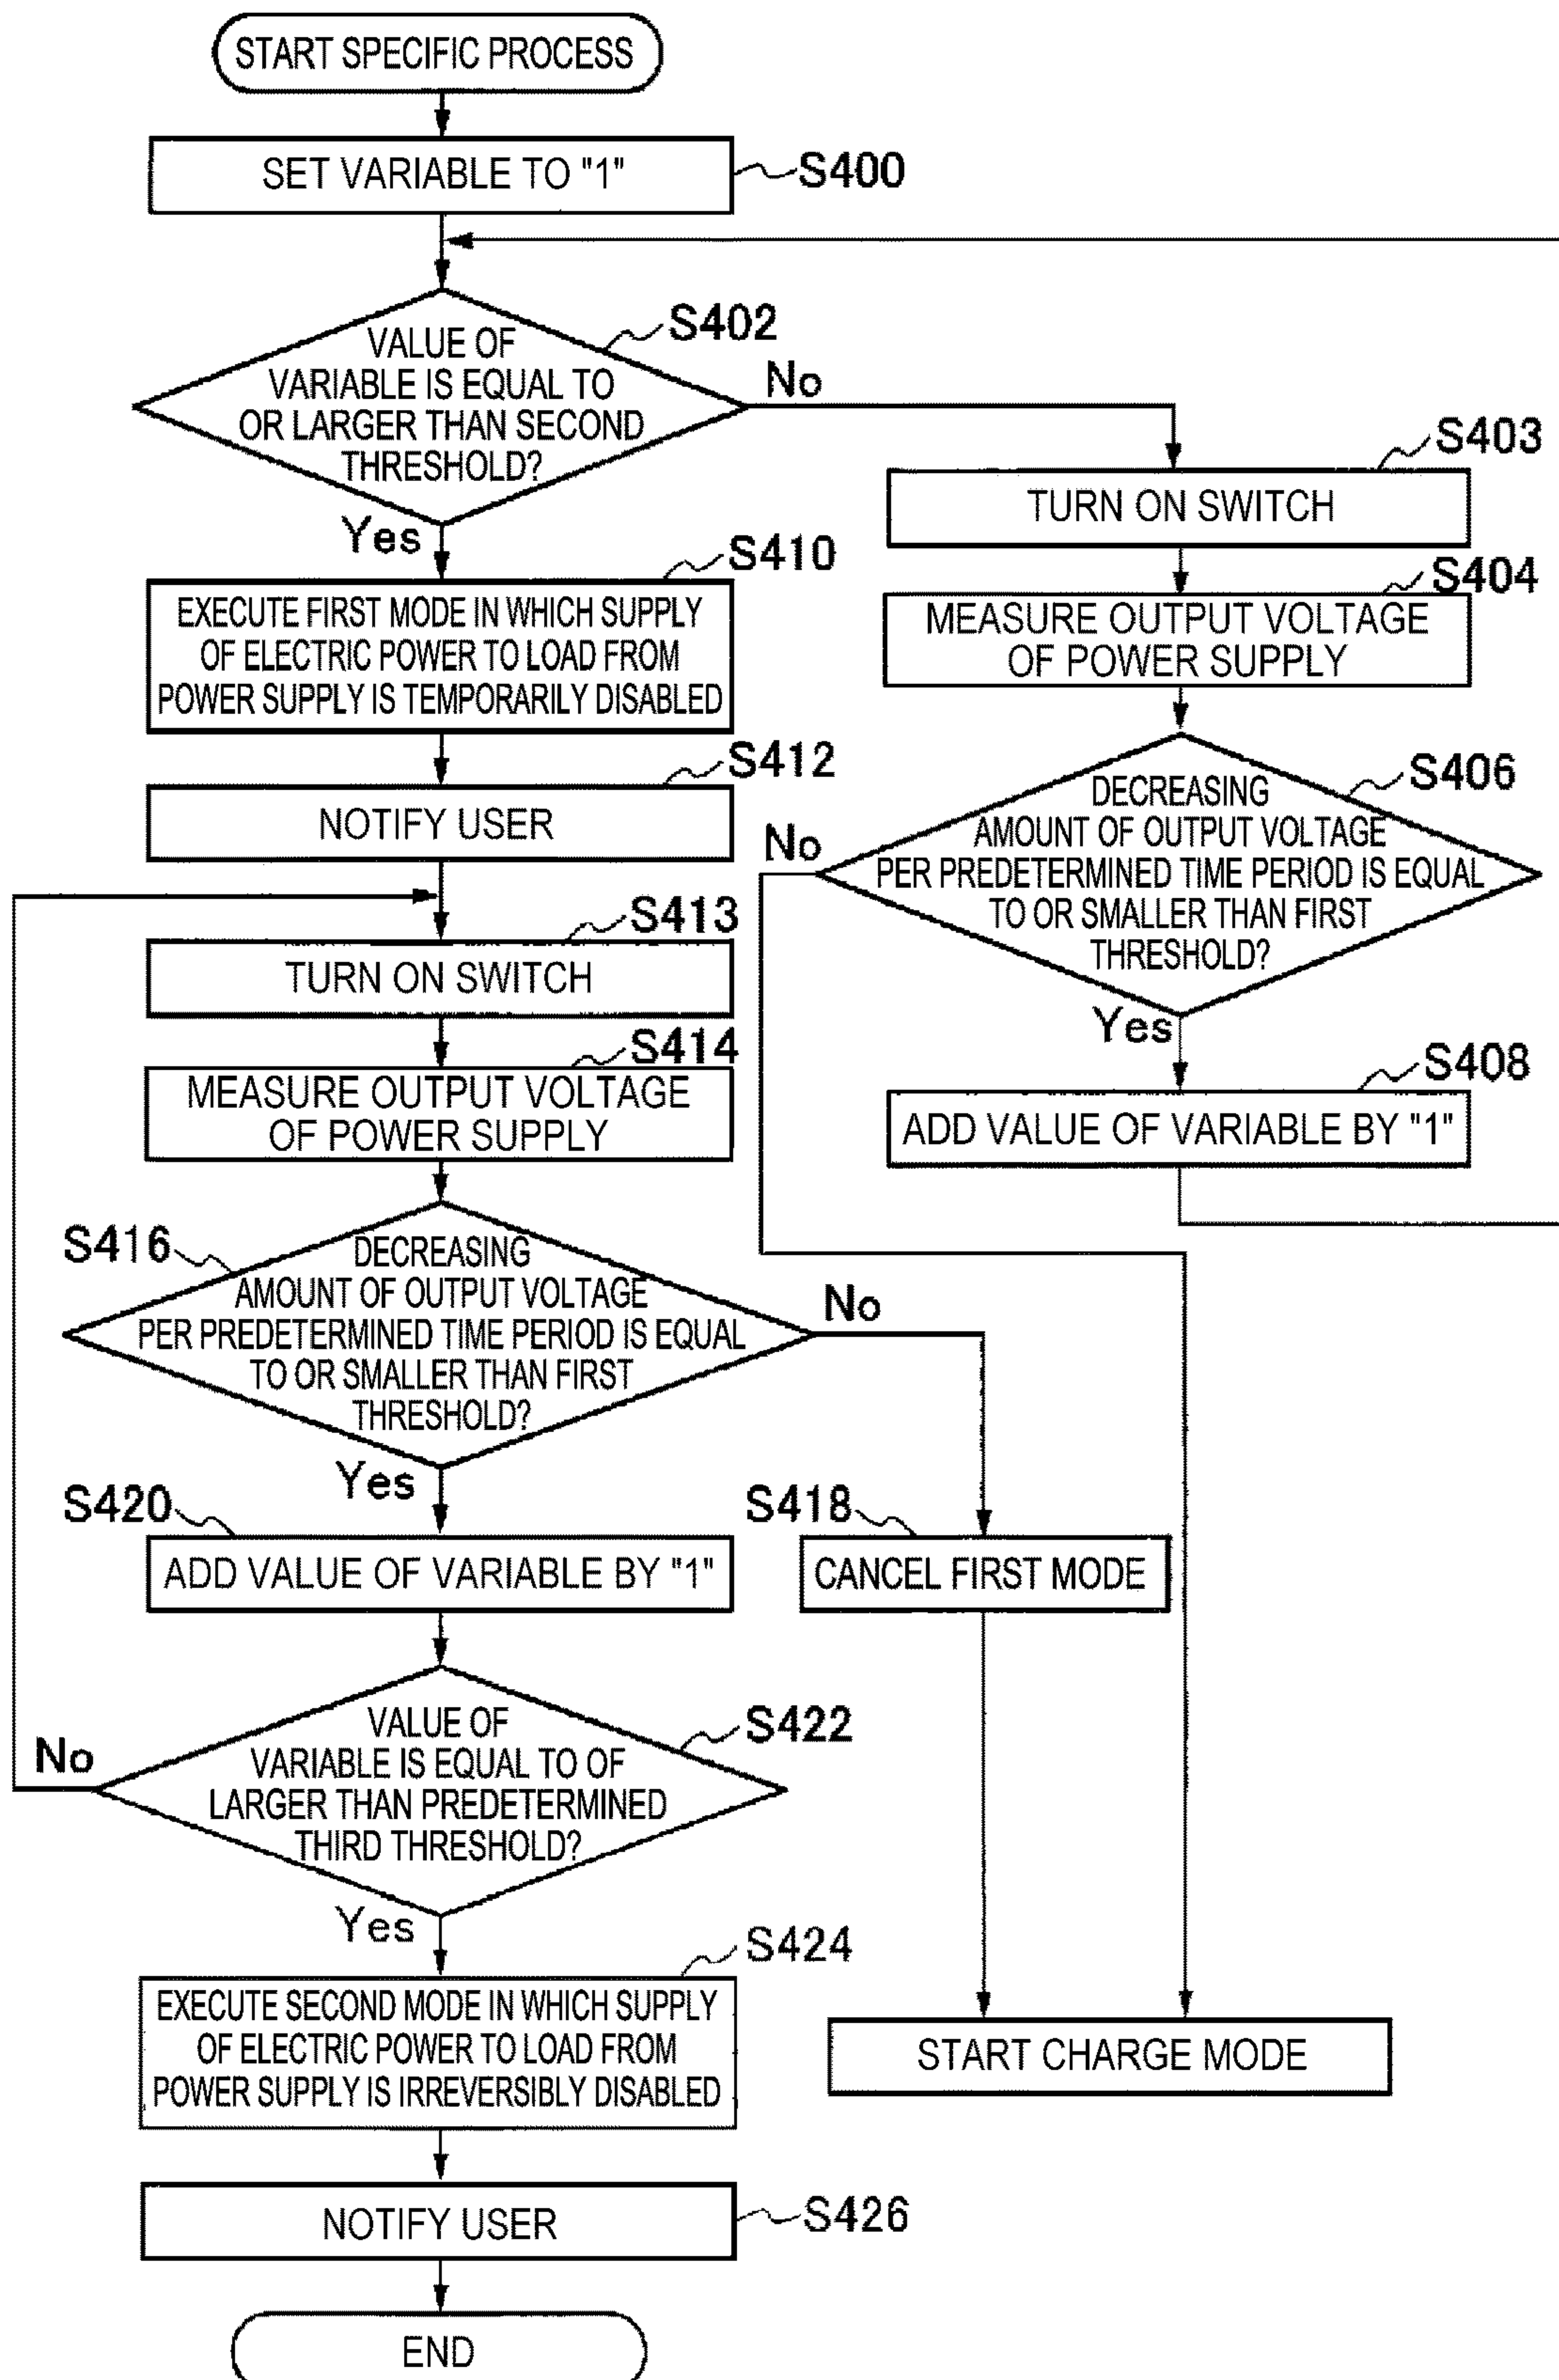 START SPECIFIC PROCESS
SET VARIABLE TO "1"
S400
S402
VALUE OF
VARIABLE IS EQUAL TO
OR LARGER THAN SECOND
THRESHOLD?
No
Yes
S403
TURN ON SWITCH
S404
MEASURE OUTPUT VOLTAGE
OF POWER SUPPLY
S406
DECREASING
AMOUNT OF OUTPUT VOLTAGE
PER PREDETERMINED TIME PERIOD IS EQUAL
TO OR SMALLER THAN FIRST
THRESHOLD?
No
Yes
S408
ADD VALUE OF VARIABLE BY "1"
S410
EXECUTE FIRST MODE IN WHICH SUPPLY
OF ELECTRIC POWER TO LOAD FROM
POWER SUPPLY IS TEMPORARILY DISABLED
S412
NOTIFY USER
S413
TURN ON SWITCH
S414
MEASURE OUTPUT VOLTAGE
OF POWER SUPPLY
S416
DECREASING
AMOUNT OF OUTPUT VOLTAGE
PER PREDETERMINED TIME PERIOD IS EQUAL
TO OR SMALLER THAN FIRST
THRESHOLD?
No
Yes
S418
CANCEL FIRST MODE
S420
ADD VALUE OF VARIABLE BY "1"
S422
VALUE OF
VARIABLE IS EQUAL TO OF
LARGER THAN PREDETERMINED
THIRD THRESHOLD?
No
Yes
S424
EXECUTE SECOND MODE IN WHICH SUPPLY
OF ELECTRIC POWER TO LOAD FROM
POWER SUPPLY IS IRREVERSIBLY DISABLED
START CHARGE MODE
NOTIFY USER
S426
END